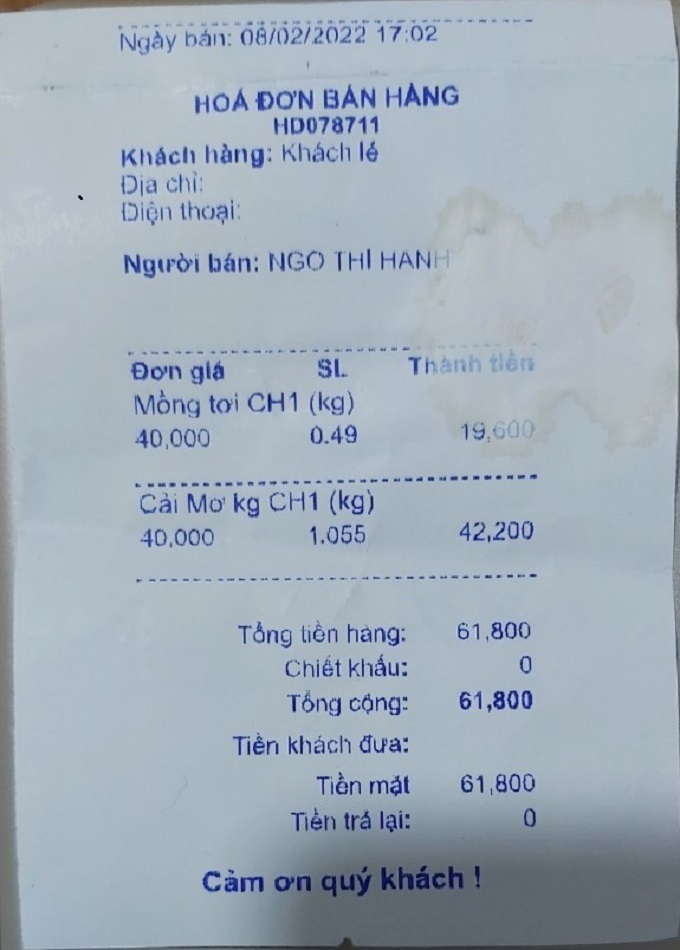 Ngày bán: 08/02/2022 17:02
HOÁ ĐƠN BÁN HÀNG
HD078711
Khách hàng: Khách lẻ
Địa chỉ:
Điện thoại:
Người bán: NGÔ THỊ HẠNH
Đơn giá SL Thành tiền
Mồng tơi CH1 (kg)
40,000 0.49 19,600
Cải Mơ kg CH1 (kg)
40,000 1.055 42,200
Tổng tiền hàng: 61,800
Chiết khấu: 0
Tổng cộng: 61,800
Tiền khách đưa:
Tiền mặt 61,800
Tiền trả lại: 0
Cảm ơn quý khách !